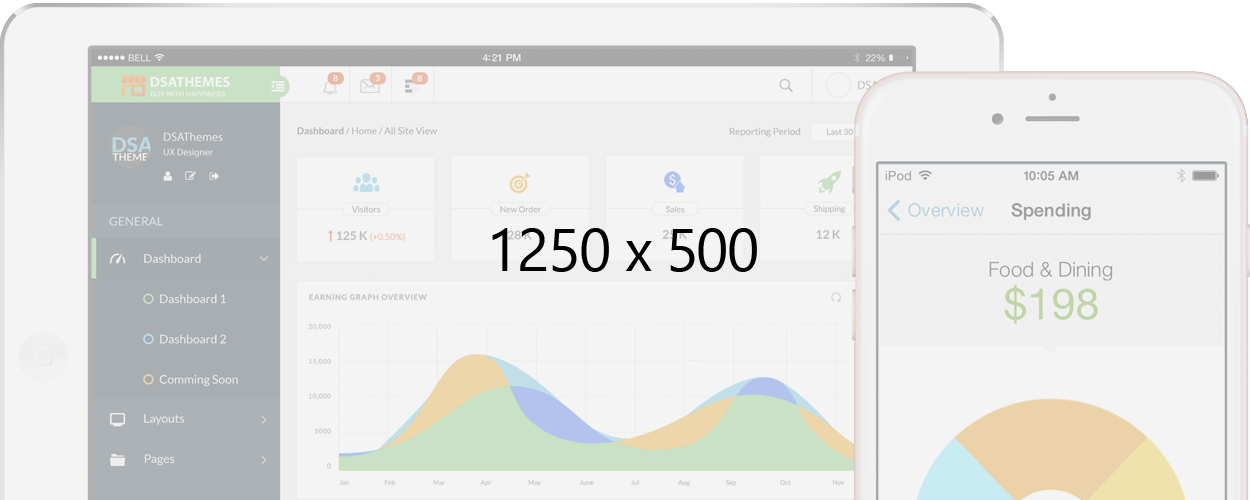 BELL
4:21 PM
22%
DSATHEMES
BUY WITH HAPPINESS
8
3
8
DSA
DSAThemes
UX Designer
DSA
THEME
GENERAL
Dashboard
Dashboard 1
Dashboard 2
Comming Soon
Layouts
Pages
Dashboard / Home / All Site View
Reporting Period
Last 30
Visitors
125 K (+0.50%)
New Order
28 K
Sales
Shipping
12 K
1250 x 500
EARNING GRAPH OVERVIEW
20,000
15,000
10,000
5000
0
Jan Feb Mar Apr May June Jul Aug Sep Oct Nov
iPod
10:05 AM
Overview
Spending
Food & Dining
$198